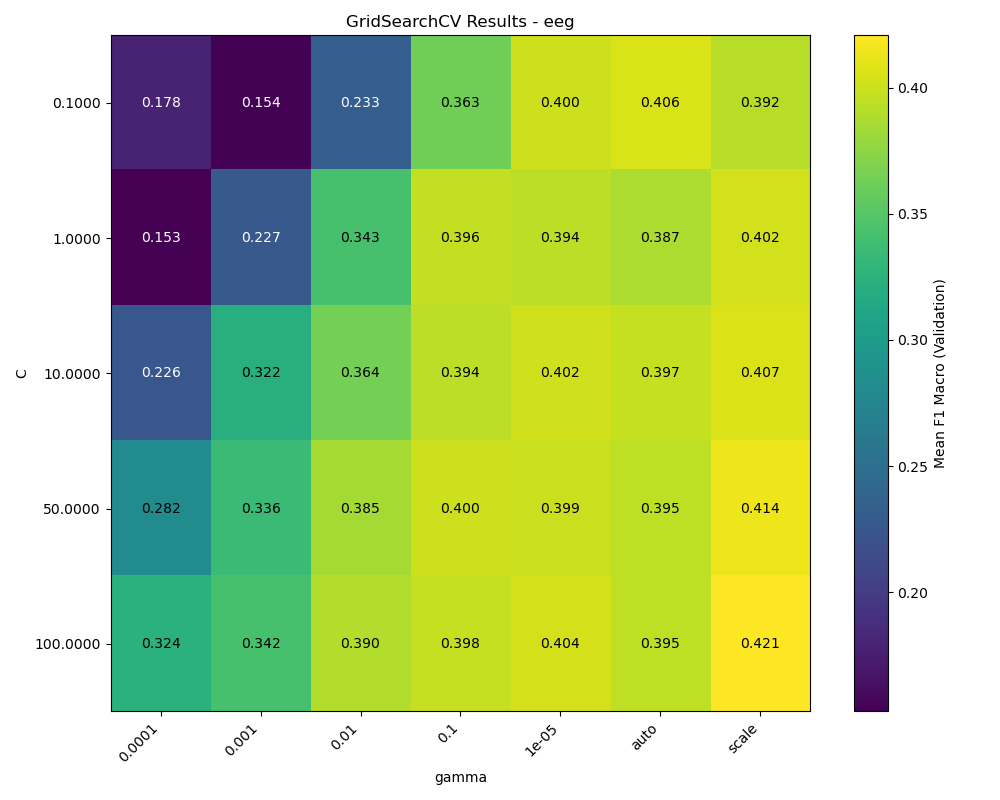 GridSearchCV Results - eeg
0.1000 0.178 0.154 0.233 0.363 0.400 0.406 0.392
1.0000 0.153 0.227 0.343 0.396 0.394 0.387 0.402
10.0000 0.226 0.322 0.364 0.394 0.402 0.397 0.407
50.0000 0.282 0.336 0.385 0.400 0.399 0.395 0.414
100.0000 0.324 0.342 0.390 0.398 0.404 0.395 0.421
C
0.0001 0.001 0.01 0.1 1e-05 auto scale
gamma
0.40
0.35
0.30
0.25
0.20
Mean F1 Macro (Validation)